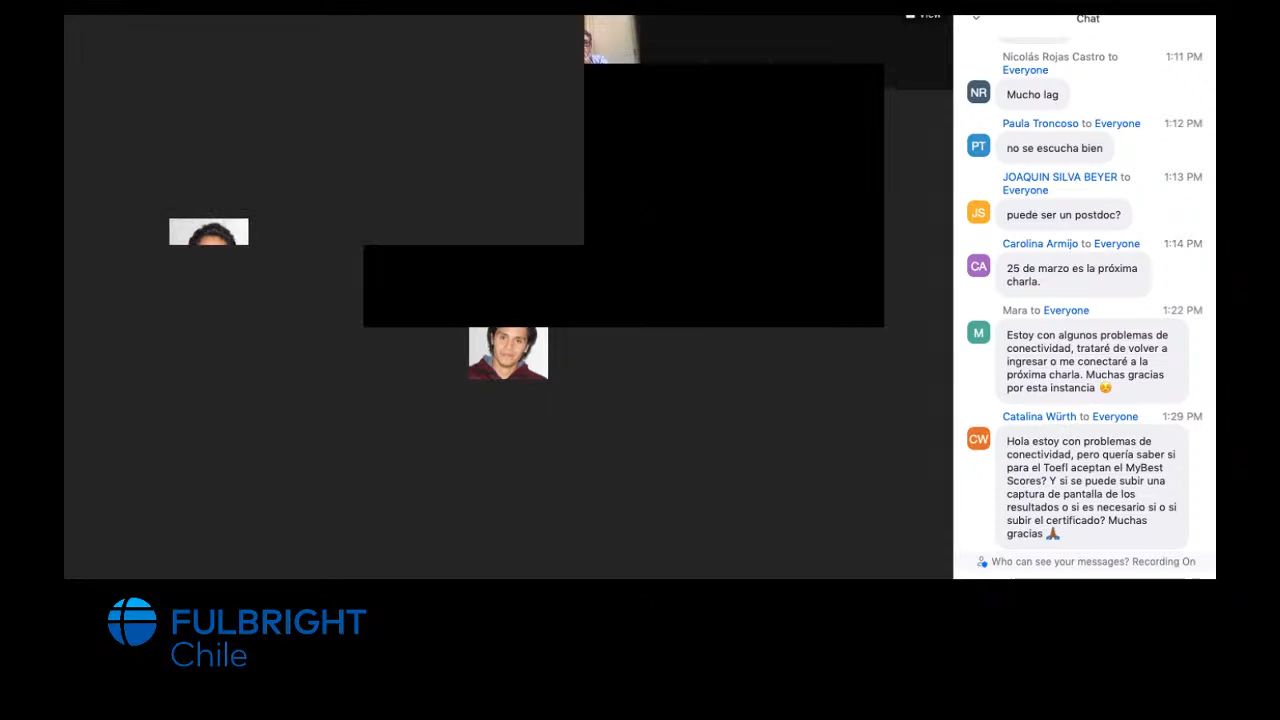 View
Chat
Nicolás Rojas Castro to
Everyone
1:11 PM
NR
Mucho lag
Paula Troncoso to Everyone
1:12 PM
PT
no se escucha bien
JOAQUIN SILVA BEYER to
Everyone
1:13 PM
JS
puede ser un postdoc?
Carolina Armijo to Everyone
1:14 PM
CA
25 de marzo es la próxima
charla.
Mara to Everyone
1:22 PM
M
Estoy con algunos problemas de
conectividad, trataré de volver a
ingresar o me conectaré a la
próxima charla. Muchas gracias
por esta instancia ☺️
Catalina Würth to Everyone
1:29 PM
CW
Hola estoy con problemas de
conectividad, pero quería saber si
para el Toefl aceptan el MyBest
Scores? Y si se puede subir una
captura de pantalla de los
resultados o si es necesario si o si
subir el certificado? Muchas
gracias 🙏🏾
Who can see your messages? Recording On
FULBRIGHT
Chile